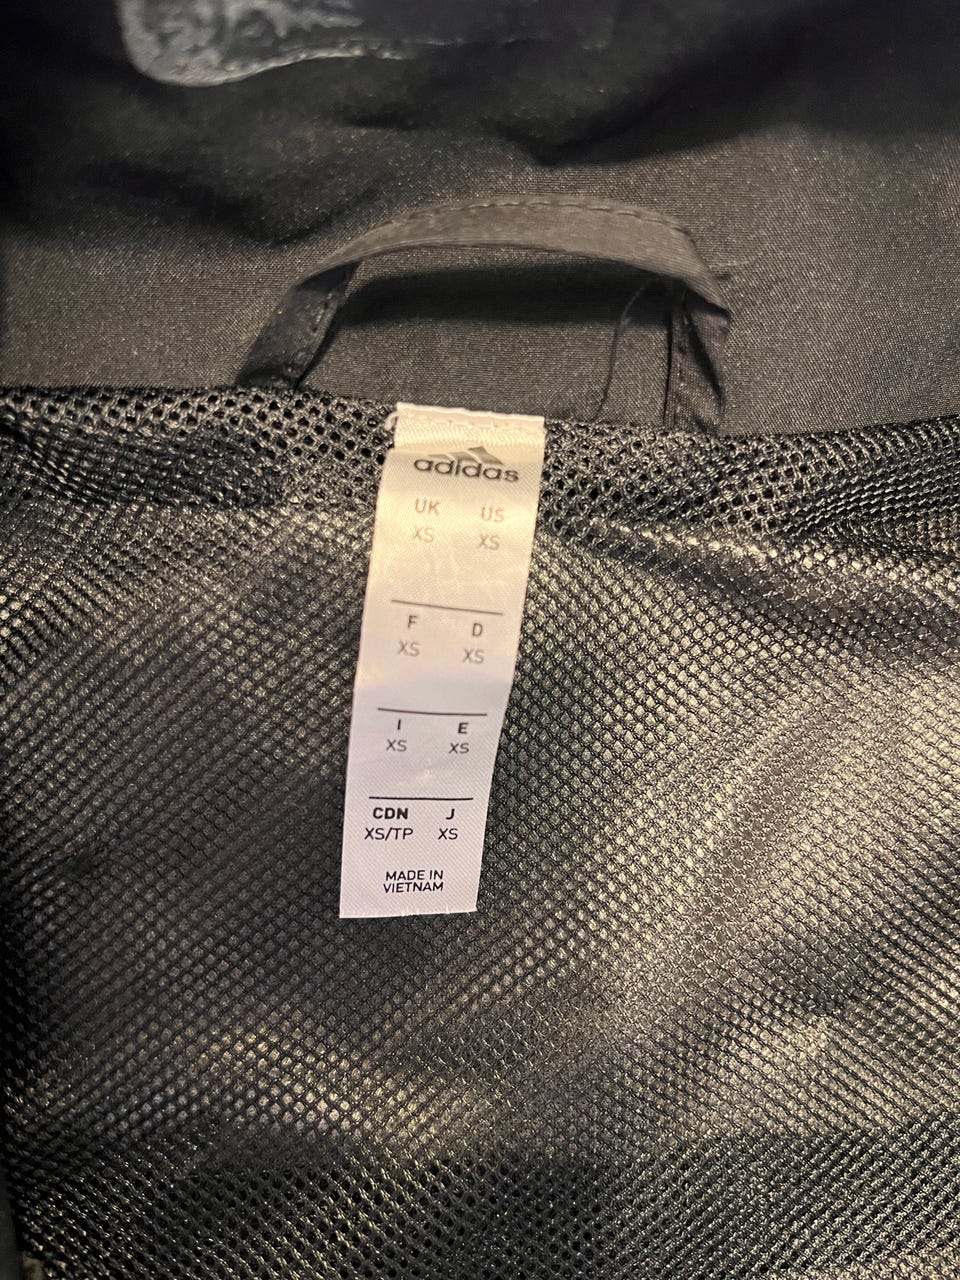 adidas
UK US
XS XS
F D
XS XS
I E
XS XS
CDN J
XS/TP XS
MADE IN
VIETNAM